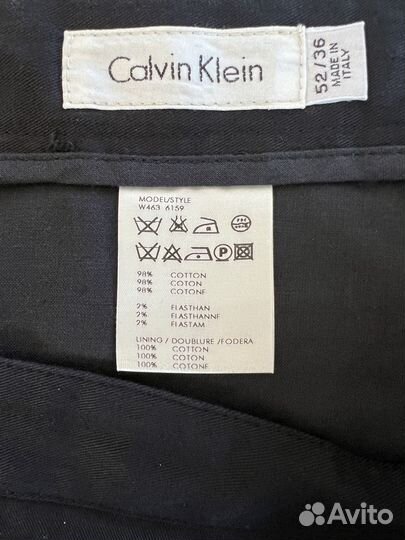 Calvin Klein
52/36
MADE IN
ITALY
MODEL/STYLE
W463 6159
P
98% COTTON
98% COTON
98% COTONE
2% ELASTHAN
2% ELASTHANNE
2% ELASTAM
LINING / DOUBLURE / FODERA
100% COTTON
100% COTON
100% COTONE
Avito